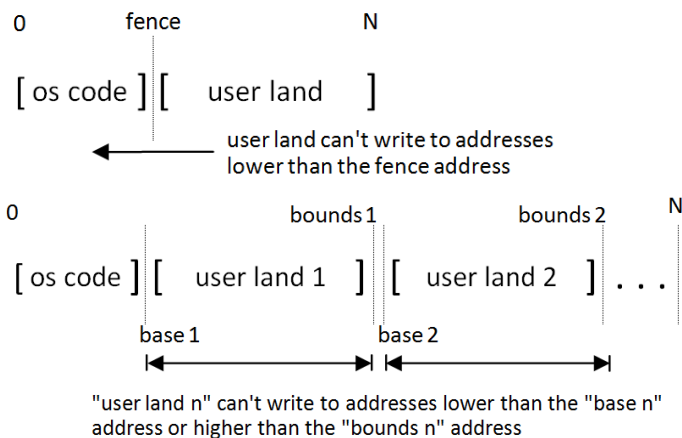 0 fence N
[ os code ] [ user land ]
user land can't write to addresses
lower than the fence address
0 bounds 1 bounds 2 N
[ os code ] [ user land 1 ] [ user land 2 ] . . .
base 1 base 2
"user land n" can't write to addresses lower than the "base n"
address or higher than the "bounds n" address